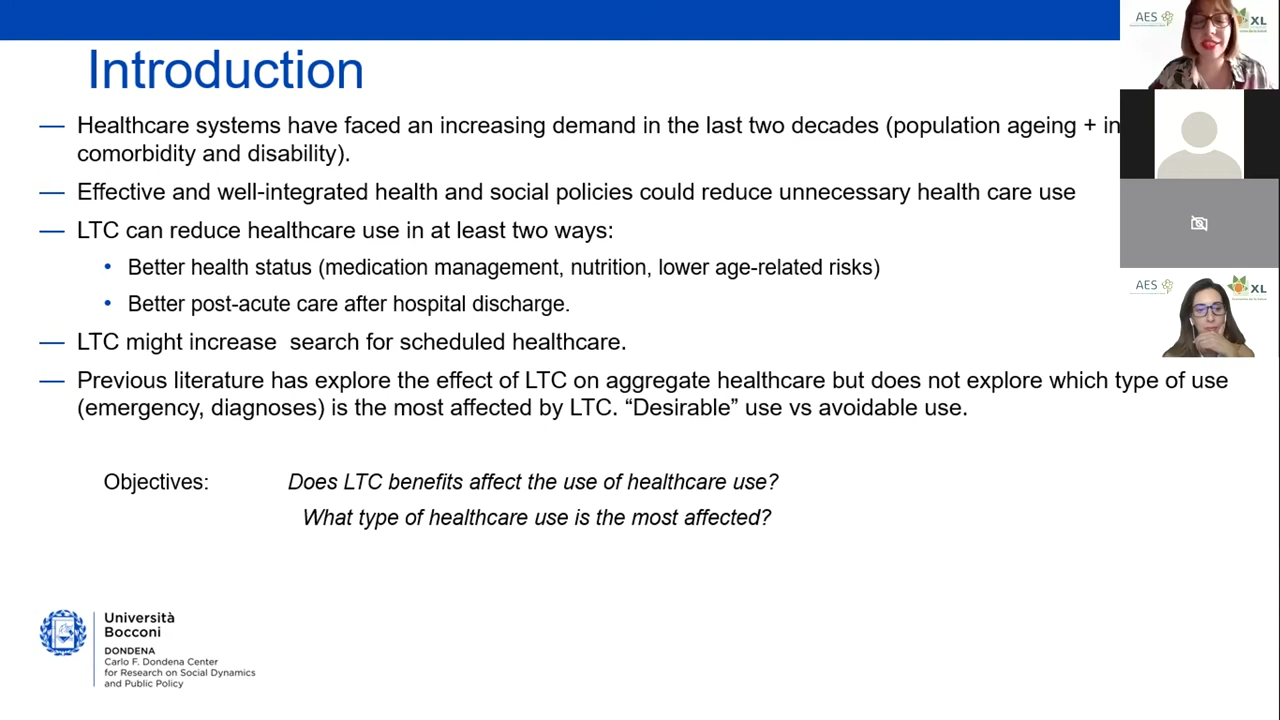 Introduction
— Healthcare systems have faced an increasing demand in the last two decades (population ageing + in
comorbidity and disability).
— Effective and well-integrated health and social policies could reduce unnecessary health care use
— LTC can reduce healthcare use in at least two ways:
• Better health status (medication management, nutrition, lower age-related risks)
• Better post-acute care after hospital discharge.
— LTC might increase  search for scheduled healthcare.
— Previous literature has explore the effect of LTC on aggregate healthcare but does not explore which type of use
(emergency, diagnoses) is the most affected by LTC. “Desirable” use vs avoidable use.
Objectives: Does LTC benefits affect the use of healthcare use?
What type of healthcare use is the most affected?
Università
Bocconi
DONDENA
Carlo F. Dondena Center
for Research on Social Dynamics
and Public Policy
AES XL
AES XL